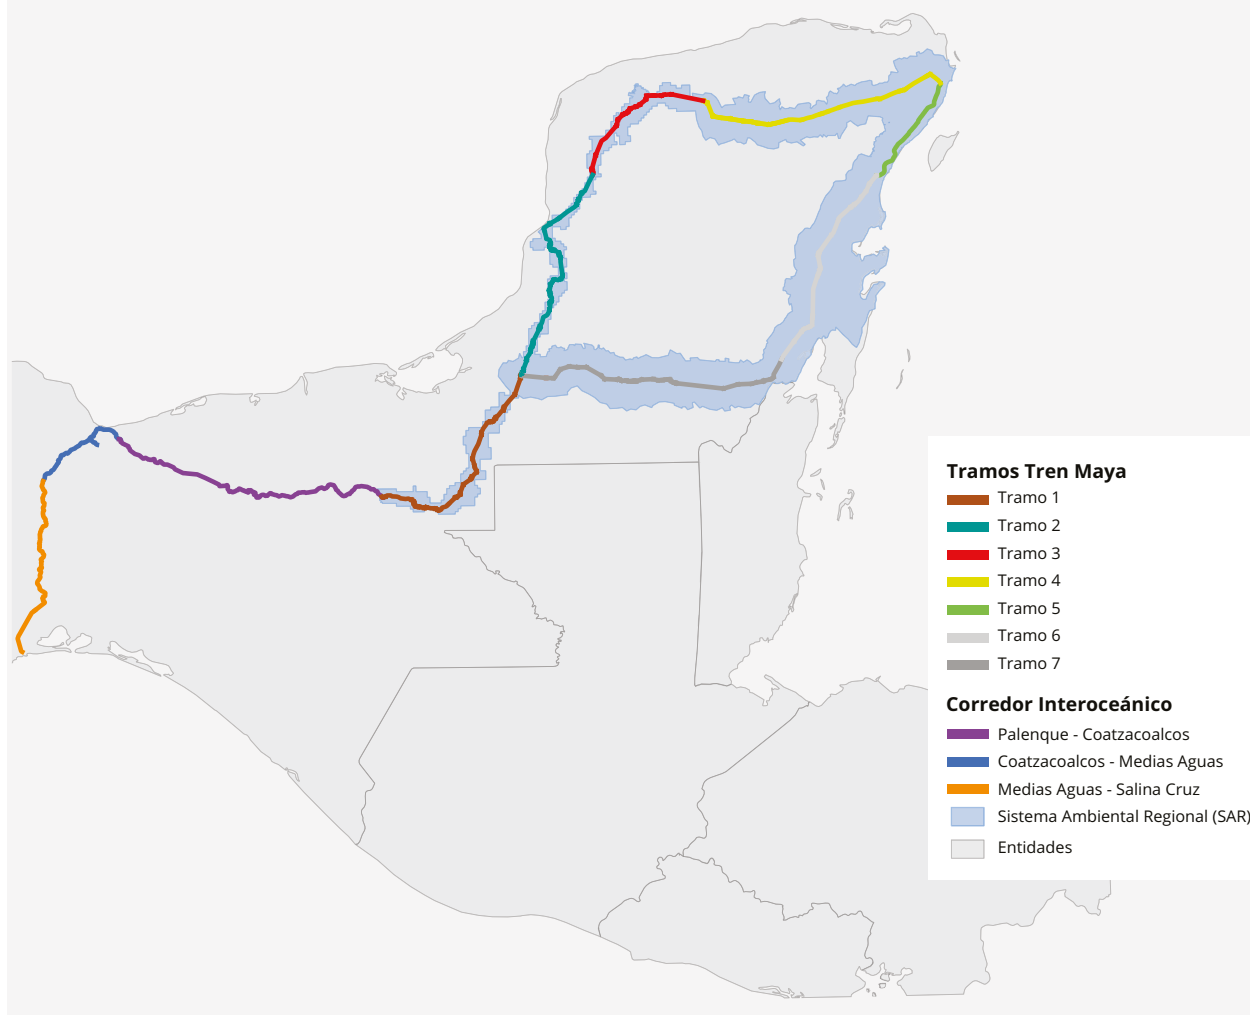 Tramos Tren Maya
Tramo 1
Tramo 2
Tramo 3
Tramo 4
Tramo 5
Tramo 6
Tramo 7
Corredor Interoceánico
Palenque - Coatzacoalcos
Coatzacoalcos - Medias Aguas
Medias Aguas - Salina Cruz
Sistema Ambiental Regional (SAR)
Entidades